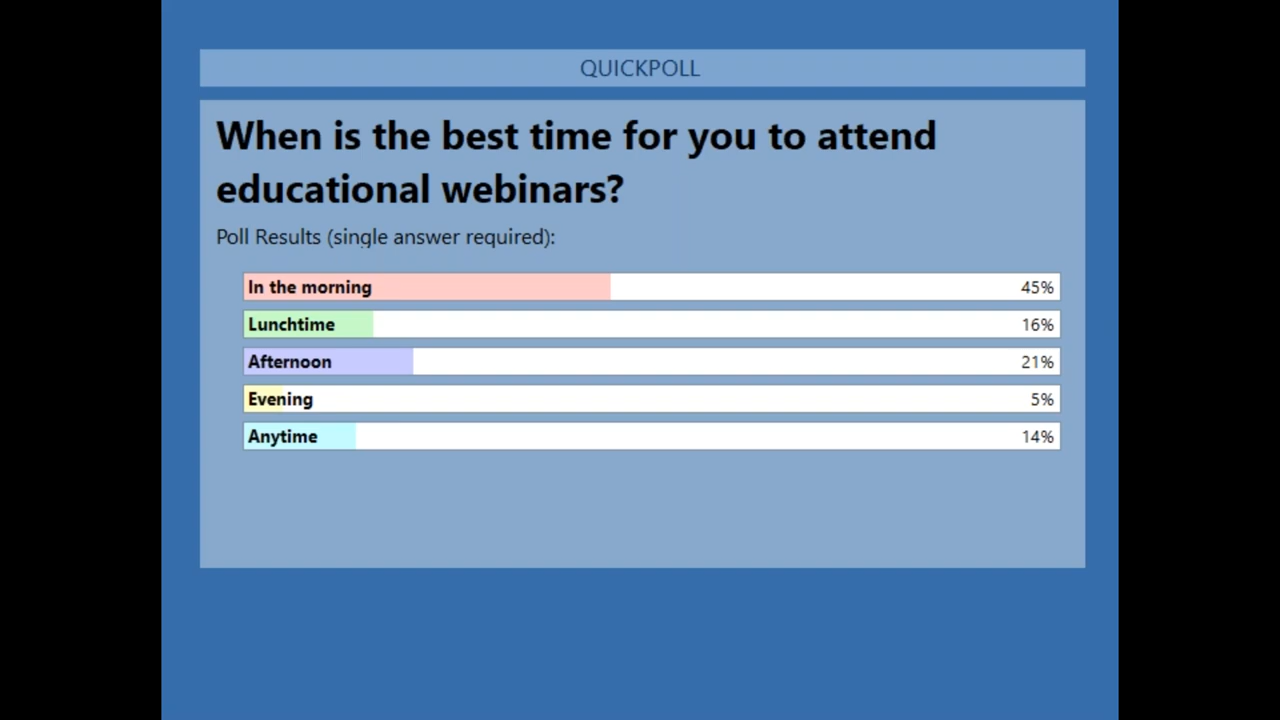 QUICKPOLL
When is the best time for you to attend
educational webinars?
Poll Results (single answer required):
In the morning 45%
Lunchtime 16%
Afternoon 21%
Evening 5%
Anytime 14%